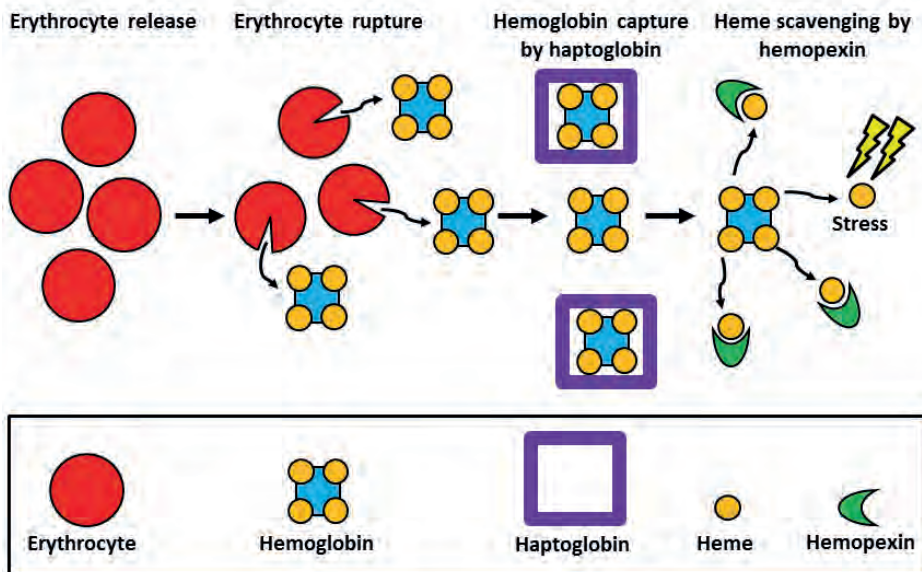 Erythrocyte release
Erythrocyte rupture
Hemoglobin capture
by haptoglobin
Heme scavenging by
hemopexin
Stress
Erythrocyte
Hemoglobin
Haptoglobin
Heme
Hemopexin